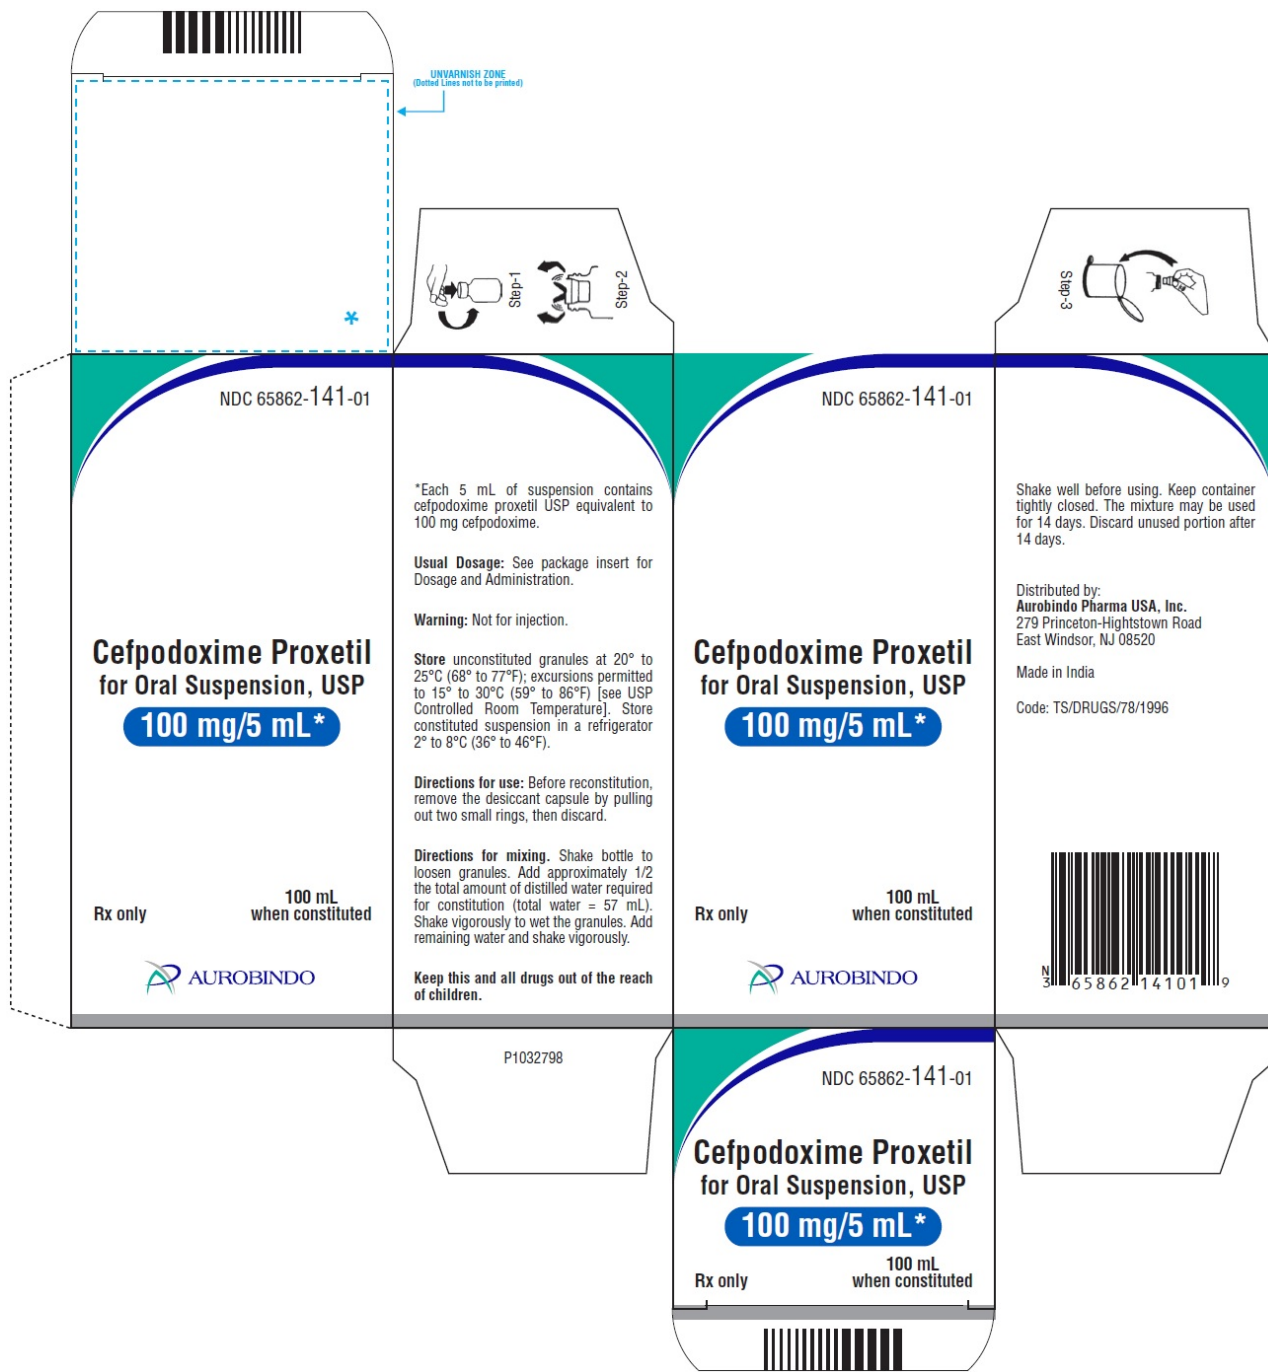 UNVARNISH ZONE
(Dotted Lines not to be printed)
*
Step-1
Step-2
Step-3
NDC 65862-141-01
Cefpodoxime Proxetil
for Oral Suspension, USP
100 mg/5 mL*
Rx only
100 mL
when constituted
AUROBINDO
*Each 5 mL of suspension contains
cefpodoxime proxetil USP equivalent to
100 mg cefpodoxime.
Usual Dosage: See package insert for
Dosage and Administration.
Warning: Not for injection.
Store unconstituted granules at 20° to
25°C (68° to 77°F); excursions permitted
to 15° to 30°C (59° to 86°F) [see USP
Controlled Room Temperature]. Store
constituted suspension in a refrigerator
2° to 8°C (36° to 46°F).
Directions for use: Before reconstitution,
remove the desiccant capsule by pulling
out two small rings, then discard.
Directions for mixing. Shake bottle to
loosen granules. Add approximately 1/2
the total amount of distilled water required
for constitution (total water = 57 mL).
Shake vigorously to wet the granules. Add
remaining water and shake vigorously.
Keep this and all drugs out of the reach
of children.
P1032798
NDC 65862-141-01
Cefpodoxime Proxetil
for Oral Suspension, USP
100 mg/5 mL*
Rx only
100 mL
when constituted
AUROBINDO
Shake well before using. Keep container
tightly closed. The mixture may be used
for 14 days. Discard unused portion after
14 days.
Distributed by:
Aurobindo Pharma USA, Inc.
279 Princeton-Hightstown Road
East Windsor, NJ 08520
Made in India
Code: TS/DRUGS/78/1996
N
3 65862 14101 9
NDC 65862-141-01
Cefpodoxime Proxetil
for Oral Suspension, USP
100 mg/5 mL*
Rx only
100 mL
when constituted